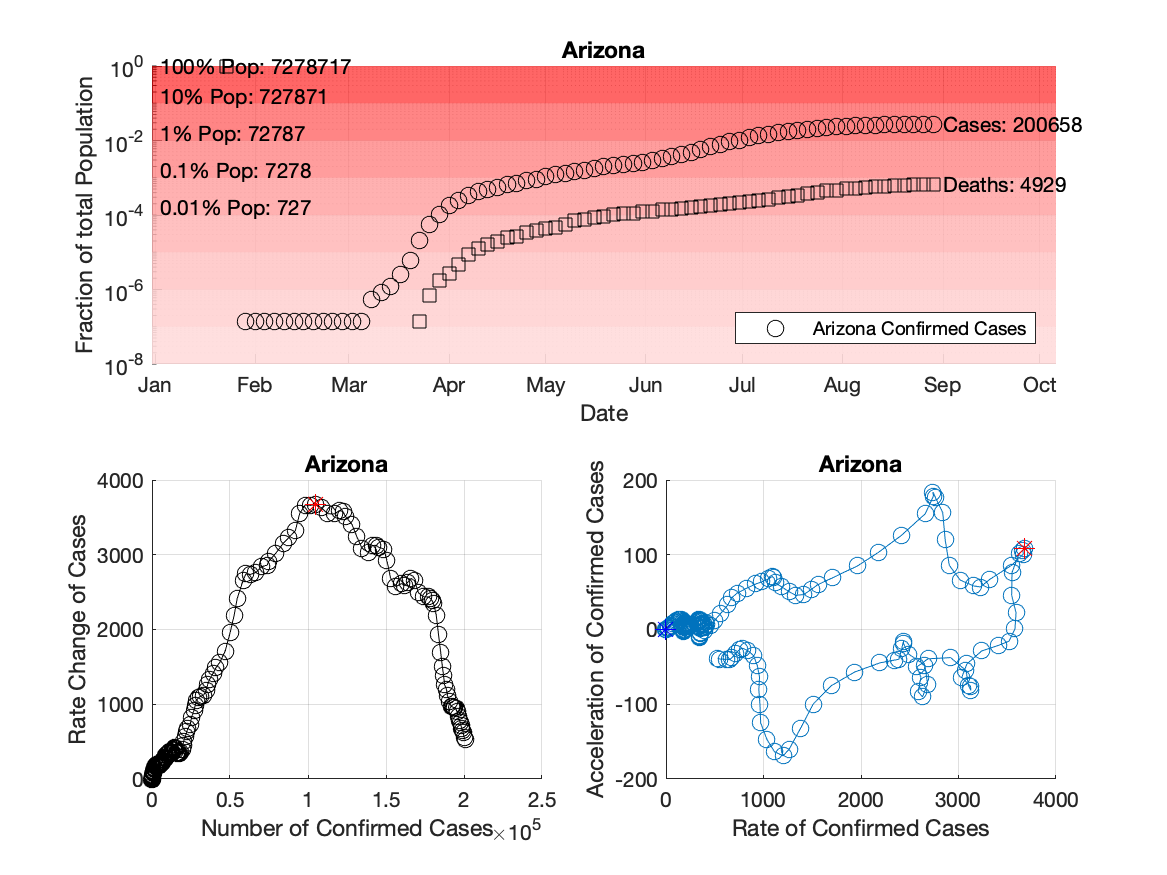 Arizona
Fraction of total Population
10^0
10^-2
10^-4
10^-6
10^-8
100% Pop: 7278717
10% Pop: 727871
1% Pop: 72787
0.1% Pop: 7278
0.01% Pop: 727
Cases: 200658
Deaths: 4929
Arizona Confirmed Cases
Jan Feb Mar Apr May Jun Jul Aug Sep Oct
Date
Arizona
Rate Change of Cases
4000
3000
2000
1000
0
0 0.5 1 1.5 2 2.5
Number of Confirmed Cases ×10^5
Arizona
Acceleration of Confirmed Cases
200
100
0
-100
-200
0 1000 2000 3000 4000
Rate of Confirmed Cases